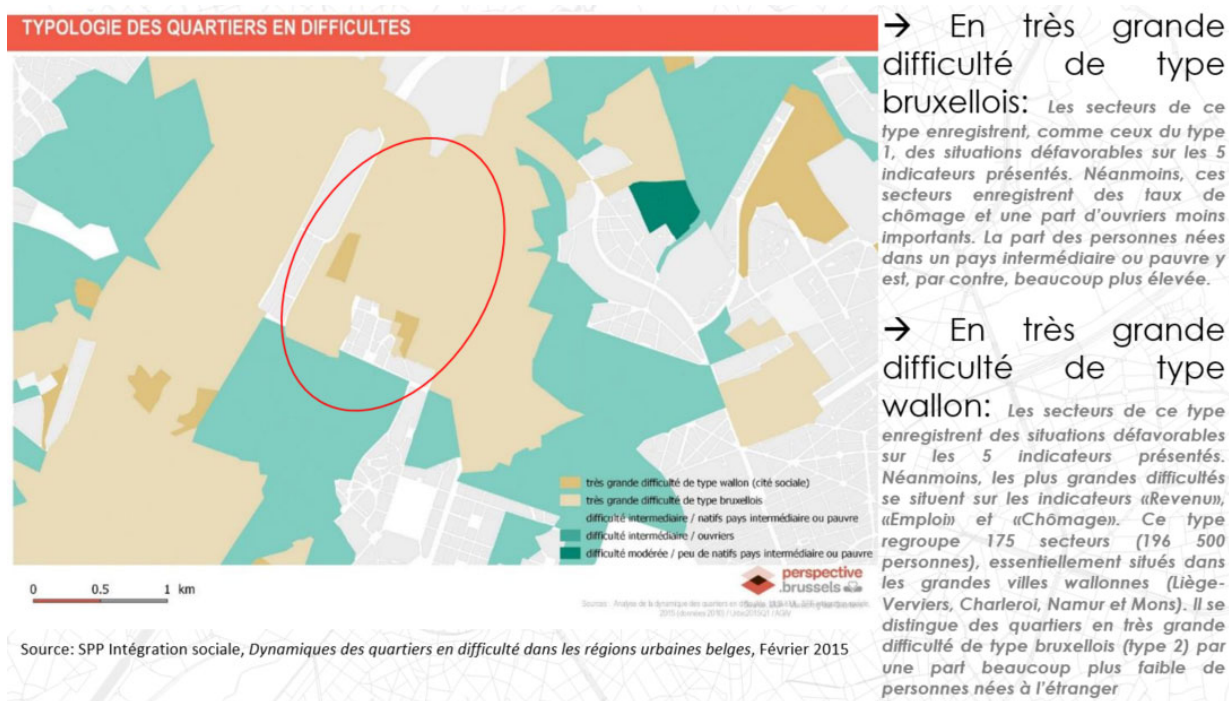 TYPOLOGIE DES QUARTIERS EN DIFFICULTES
très grande difficulté de type wallon (cité sociale)
très grande difficulté de type bruxellois
difficulté intermediaire / natifs pays intermédiaire ou pauvre
difficulté intermédiaire / ouvriers
difficulté modérée / peu de natifs pays intermédiaire ou pauvre
0 0.5 1 km
perspective
.brussels
Source: SPP Intégration sociale, Dynamiques des quartiers en difficulté dans les régions urbaines belges, Février 2015
→ En très grande
difficulté de type
bruxellois: Les secteurs de ce
type enregistrent, comme ceux du type
1, des situations défavorables sur les 5
indicateurs présentés. Néanmoins, ces
secteurs enregistrent des taux de
chômage et une part d'ouvriers moins
importants. La part des personnes nées
dans un pays intermédiaire ou pauvre y
est, par contre, beaucoup plus élevée.
→ En très grande
difficulté de type
wallon: Les secteurs de ce type
enregistrent des situations défavorables
sur les 5 indicateurs présentés.
Néanmoins, les plus grandes difficultés
se situent sur les indicateurs «Revenu»,
«Emploi» et «Chômage». Ce type
regroupe 175 secteurs (196 500
personnes), essentiellement situés dans
les grandes villes wallonnes (Liège-
Verviers, Charleroi, Namur et Mons). Il se
distingue des quartiers en très grande
difficulté de type bruxellois (type 2) par
une part beaucoup plus faible de
personnes nées à l'étranger